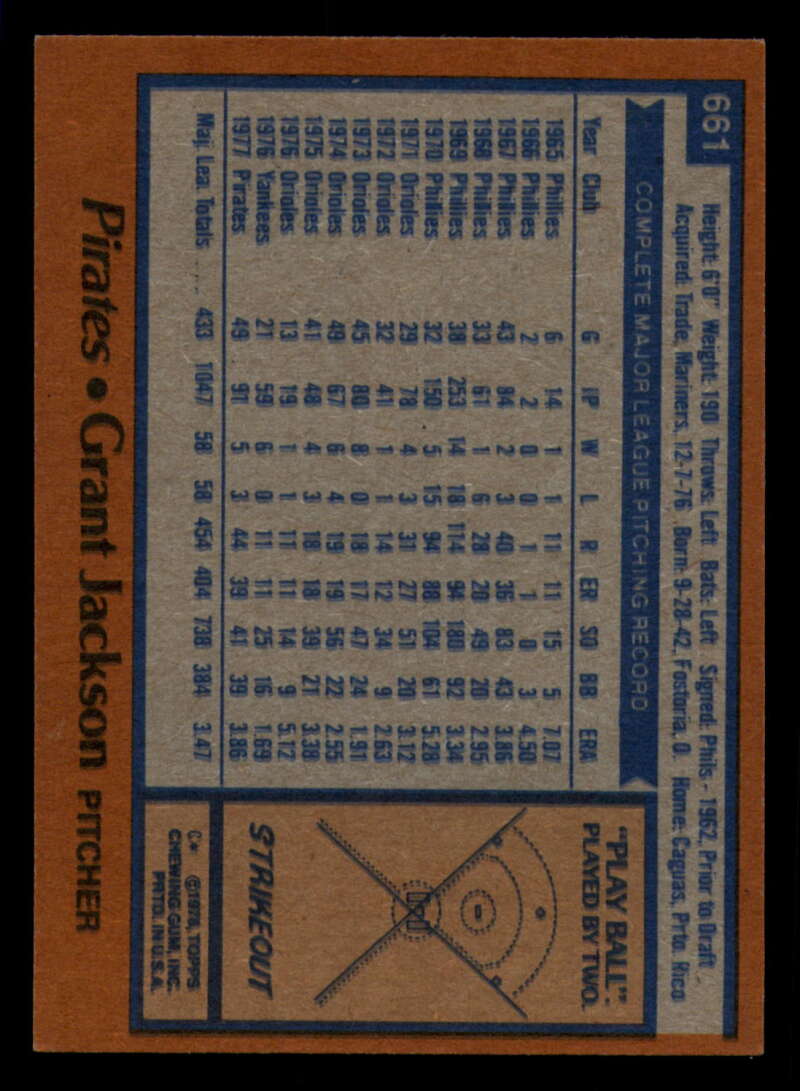 661
Height: 6'0" Weight: 190 Throws: Left Bats: Left Signed: Phils - 1962, Prior to Draft
Acquired: Trade, Mariners, 12-7-76 Born: 9-28-42, Fostoria, O. Home: Caguas, Prto. Rico
COMPLETE MAJOR LEAGUE PITCHING RECORD
Year Club G IP W L R ER SO BB ERA
1965 Phillies 6 14 1 1 11 11 15 5 7.07
1966 Phillies 2 2 0 0 1 1 0 3 4.50
1967 Phillies 43 84 2 3 40 36 83 43 3.86
1968 Phillies 33 61 1 6 28 20 49 20 2.95
1969 Phillies 38 253 14 18 114 94 180 92 3.34
1970 Phillies 32 150 5 15 94 88 104 61 5.28
1971 Orioles 29 78 4 3 31 27 51 20 3.12
1972 Orioles 32 41 1 1 14 12 34 9 2.63
1973 Orioles 45 80 8 0 18 17 47 24 1.91
1974 Orioles 49 67 6 4 19 19 56 22 2.55
1975 Orioles 41 48 4 3 18 18 39 21 3.38
1976 Orioles 13 19 1 1 11 11 14 9 5.12
1976 Yankees 21 59 6 0 11 11 25 16 1.69
1977 Pirates 49 91 5 3 44 39 41 39 3.86
Maj. Lea. Totals .... 433 1047 58 58 454 404 738 384 3.47
"PLAY BALL":
PLAYED BY TWO.
STRIKEOUT
C* ©1978, TOPPS
CHEWING GUM, INC.
PRTD. IN U.S.A.
Pirates • Grant Jackson PITCHER